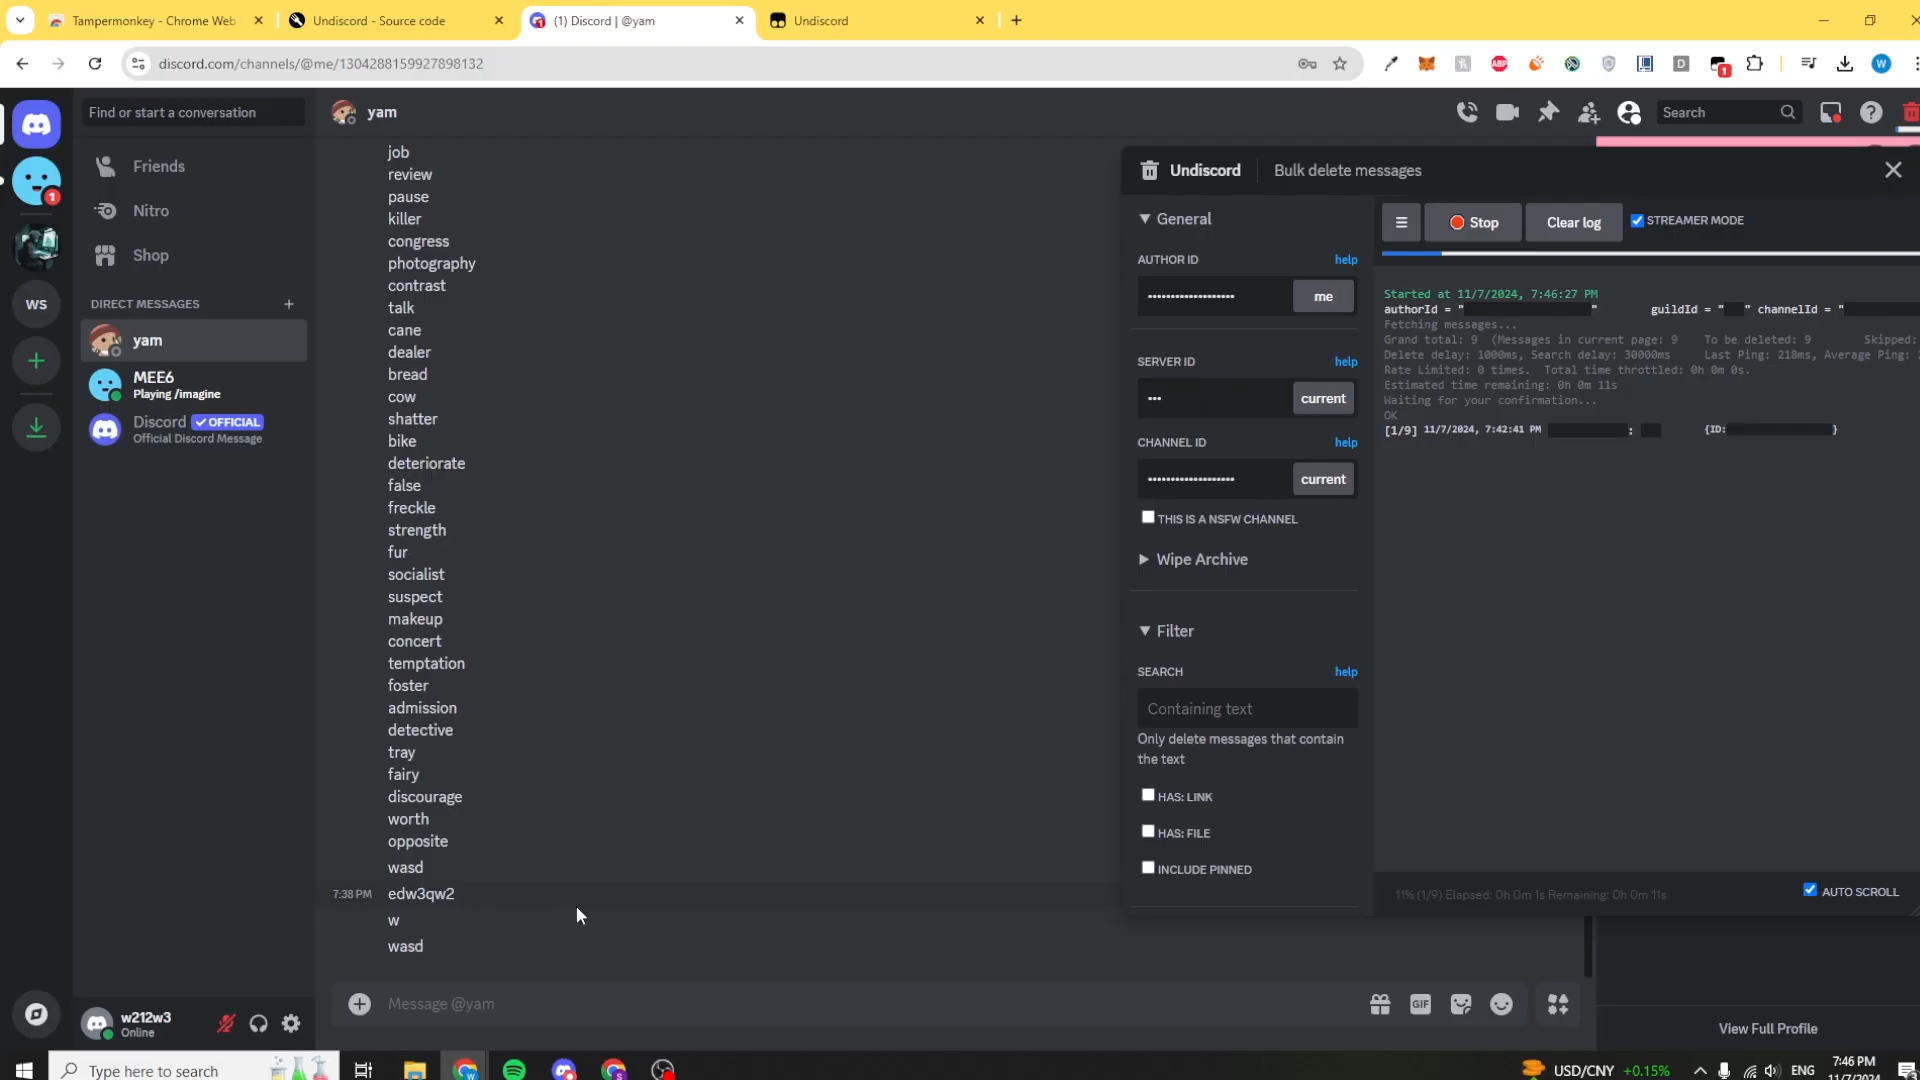 Tampermonkey - Chrome Web
Undiscord - Source code
(1) Discord | @yam
Undiscord
discord.com/channels/@me/1304288159927898132
ABP
D
1
W
Find or start a conversation
yam
Search
Friends
Nitro
Shop
DIRECT MESSAGES
yam
MEE6
Playing /imagine
Discord ✓ OFFICIAL
Official Discord Message
1
WS
job
review
pause
killer
congress
photography
contrast
talk
cane
dealer
bread
cow
shatter
bike
deteriorate
false
freckle
strength
fur
socialist
suspect
makeup
concert
temptation
foster
admission
detective
tray
fairy
discourage
worth
opposite
wasd
7:38 PM edw3qw2
w
wasd
Message @yam
GIF
w212w3
Online
Undiscord
Bulk delete messages
General
AUTHOR ID help
me
SERVER ID help
current
CHANNEL ID help
current
THIS IS A NSFW CHANNEL
Wipe Archive
Filter
SEARCH help
Containing text
Only delete messages that contain
the text
HAS: LINK
HAS: FILE
INCLUDE PINNED
Stop
Clear log
STREAMER MODE
Started at 11/7/2024, 7:46:27 PM
authorId = " " guildId = " " channelId = "
Fetching messages...
Grand total: 9 (Messages in current page: 9 To be deleted: 9 Skipped:
Delete delay: 1000ms, Search delay: 30000ms Last Ping: 218ms, Average Ping:
Rate Limited: 0 times. Total time throttled: 0h 0m 0s.
Estimated time remaining: 0h 0m 11s
Waiting for your confirmation...
OK
[1/9] 11/7/2024, 7:42:41 PM : {ID: }
11% (1/9) Elapsed: 0h 0m 1s Remaining: 0h 0m 11s
AUTO SCROLL
View Full Profile
Type here to search
USD/CNY +0.15%
ENG
7:46 PM
11/7/2024